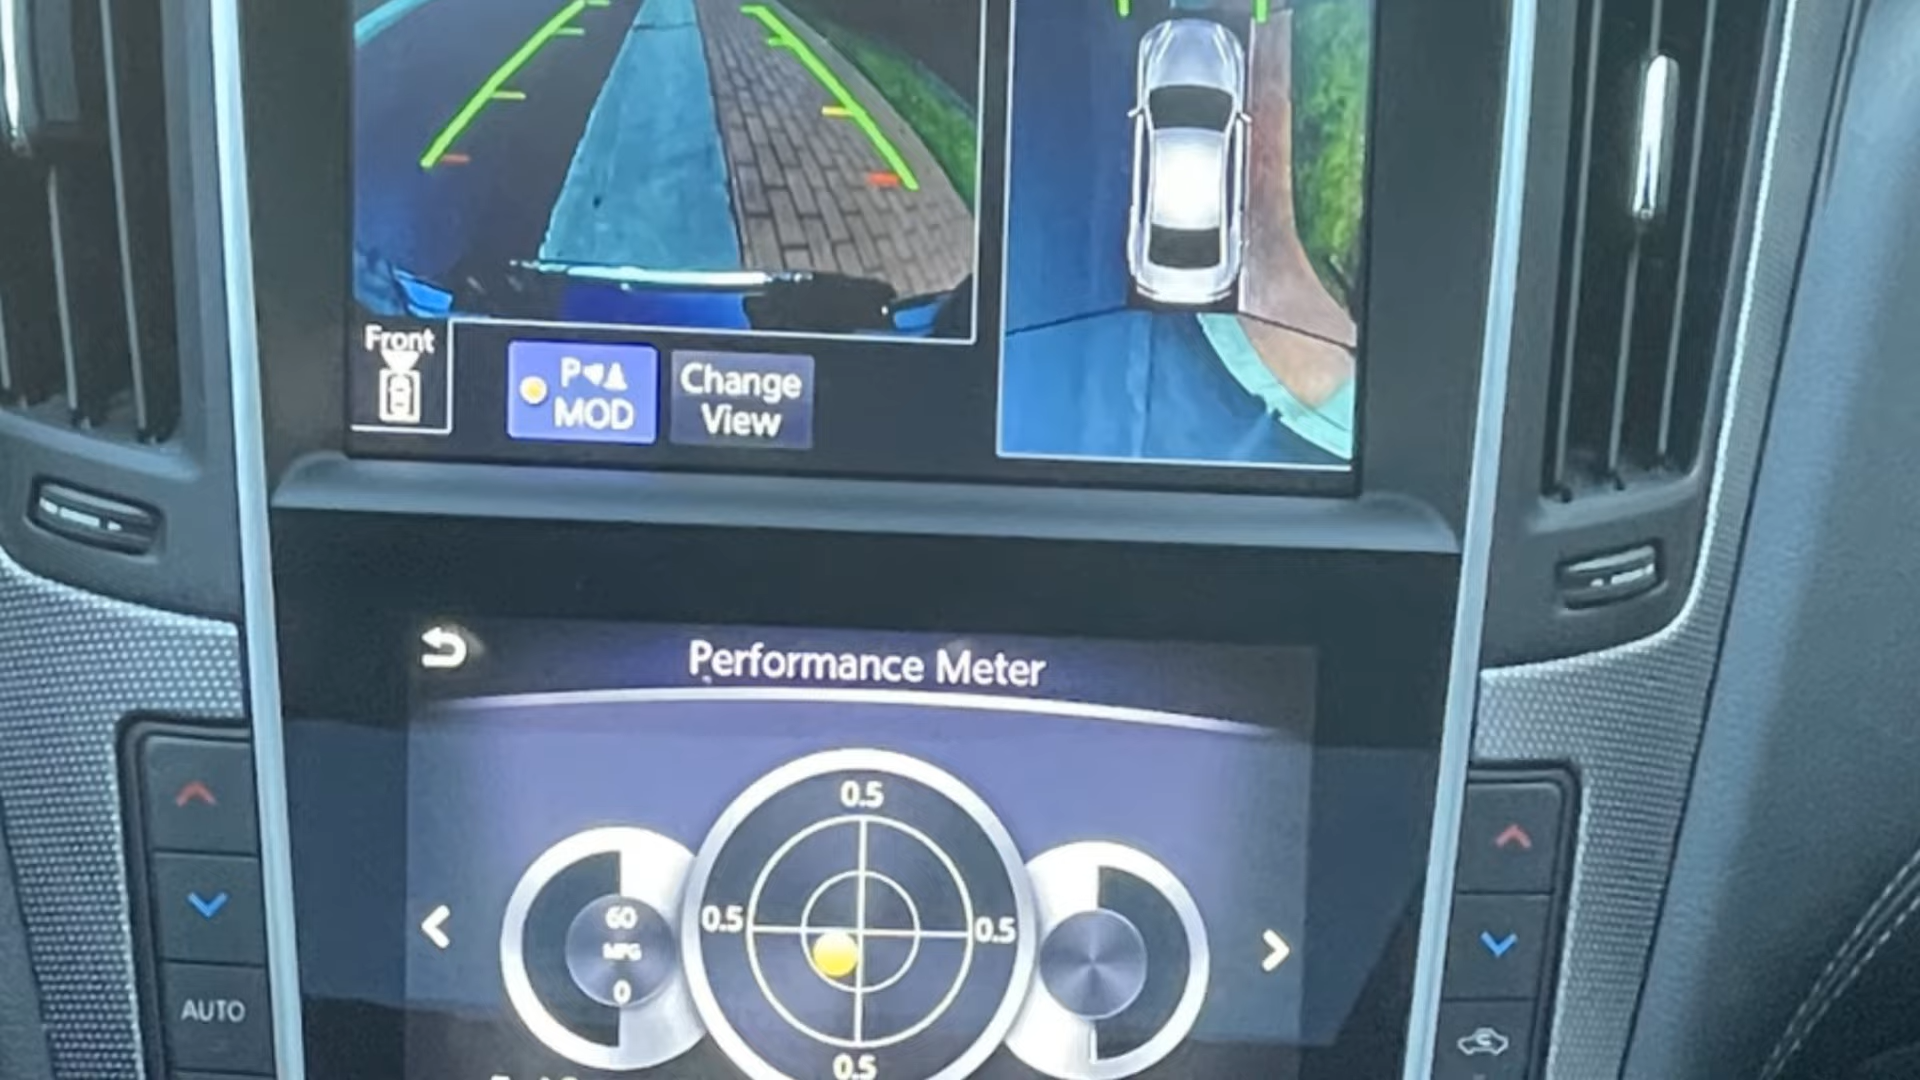 Front
P
MOD
Change
View
Performance Meter
0.5
0.5
0.5
0.5
60
MPG
0
AUTO